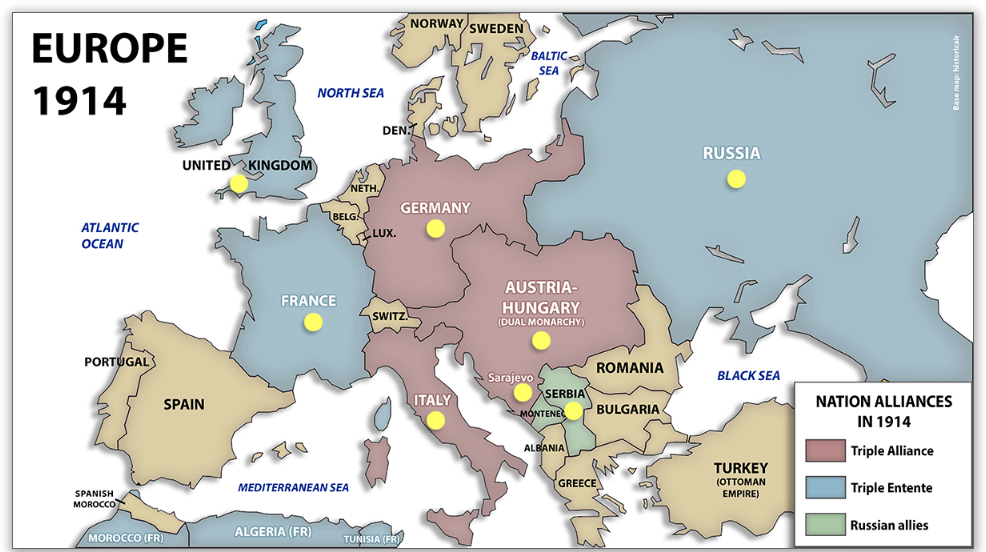 EUROPE
1914
NORWAY
SWEDEN
BALTIC
SEA
NORTH SEA
DEN.
Base map: historicair
RUSSIA
UNITED KINGDOM
NETH.
GERMANY
BELG.
LUX.
ATLANTIC
OCEAN
AUSTRIA-
HUNGARY
(DUAL MONARCHY)
FRANCE
SWITZ.
PORTUGAL
SPAIN
ROMANIA
BLACK SEA
Sarajevo
SERBIA
ITALY
BULGARIA
ALBANIA
GREECE
TURKEY
(OTTOMAN
EMPIRE)
MEDITERRANEAN SEA
SPANISH
MOROCCO
MOROCCO (FR)
ALGERIA (FR)
TUNISIA (FR)
NATION ALLIANCES
IN 1914
Triple Alliance
Triple Entente
Russian allies